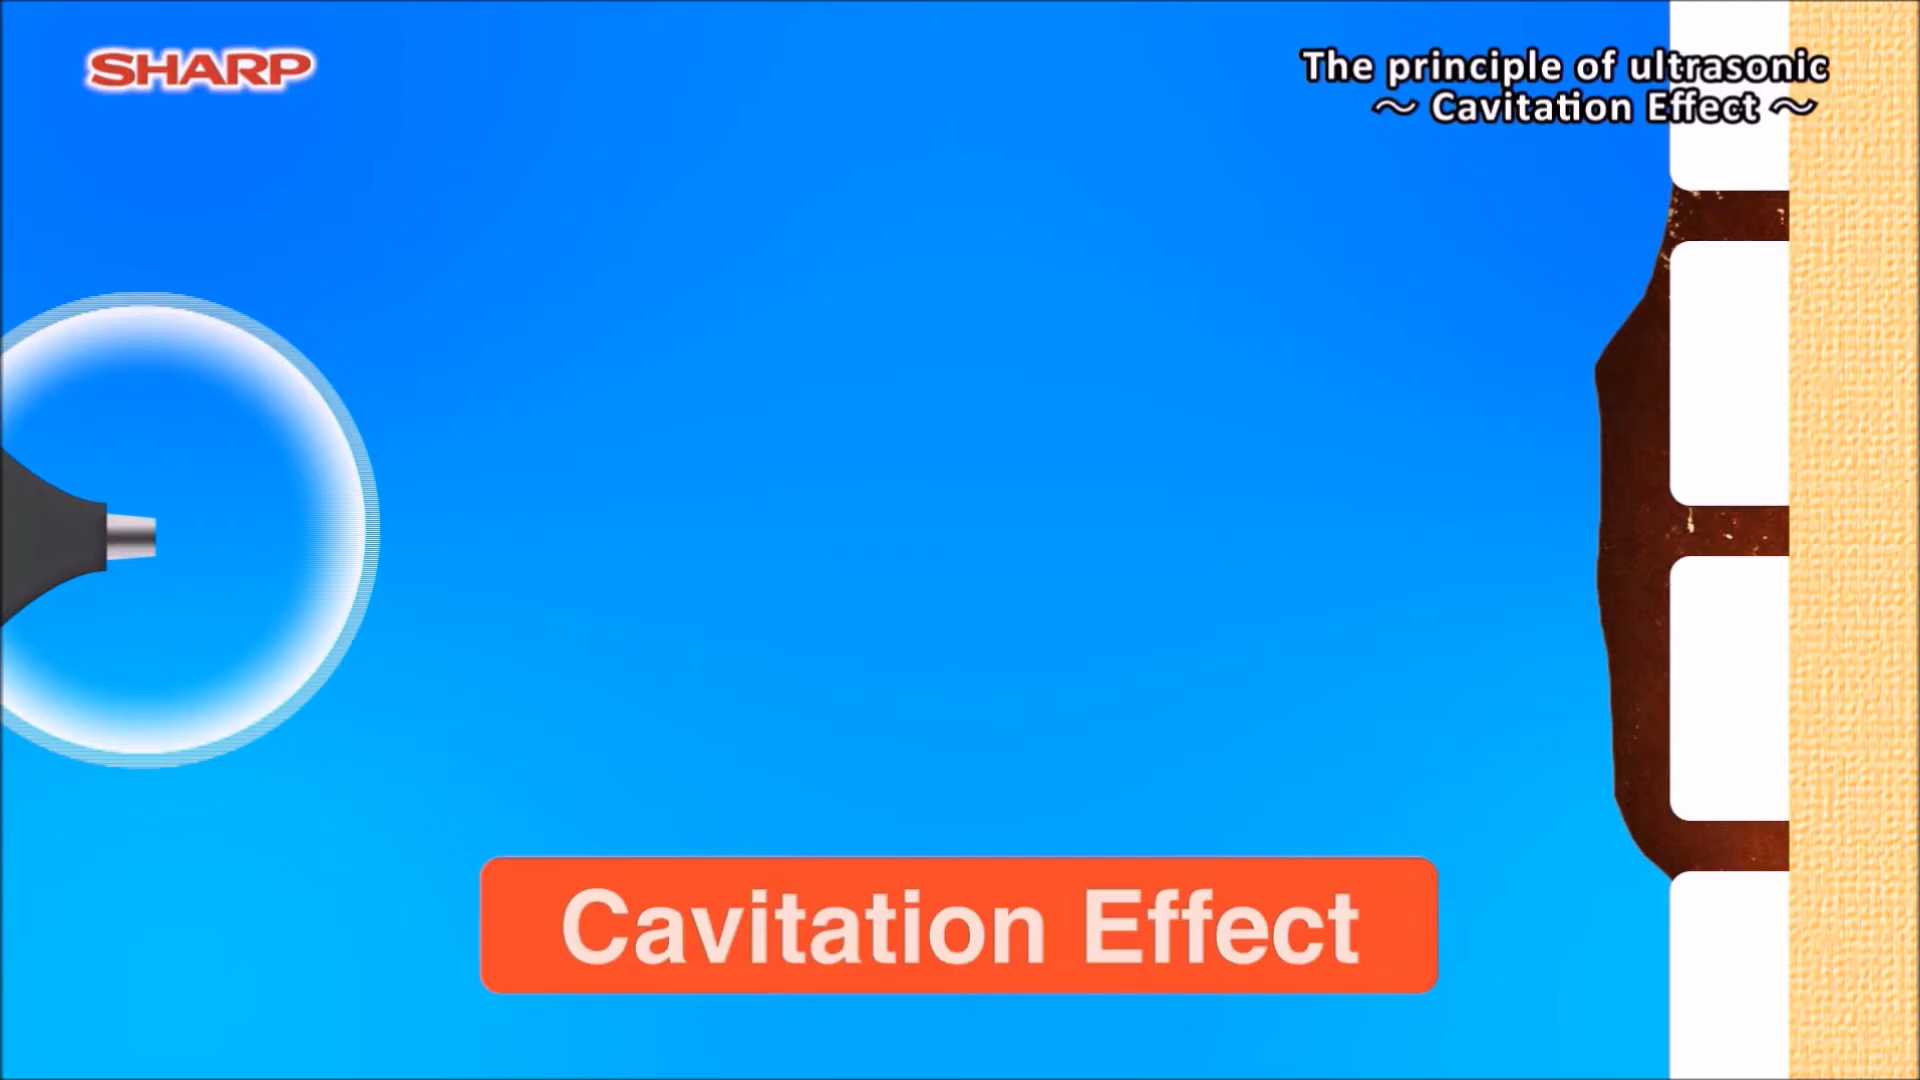 SHARP
The principle of ultrasonic
～ Cavitation Effect ～
Cavitation Effect